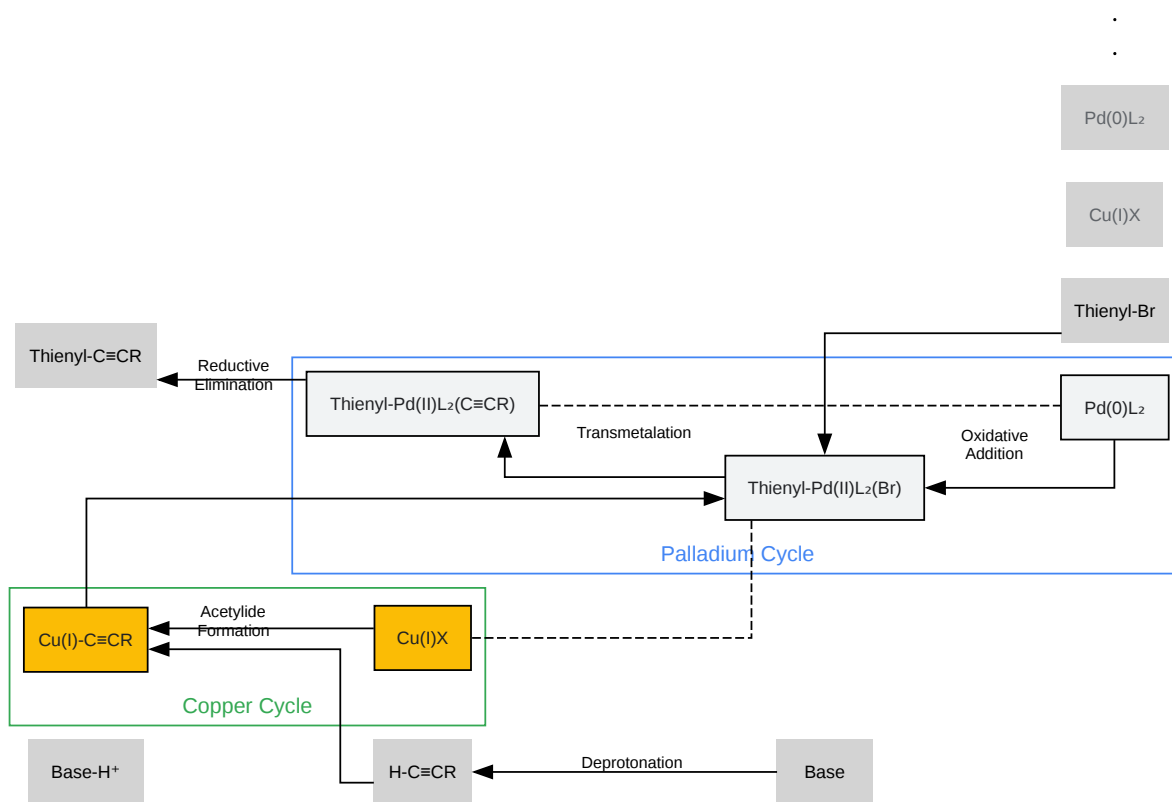 Pd(0)L₂
Cu(I)X
Thienyl-Br
Thienyl-C≡CR
Reductive
Elimination
Thienyl-Pd(II)L₂(C≡CR)
Pd(0)L₂
Transmetalation
Oxidative
Addition
Thienyl-Pd(II)L₂(Br)
Palladium Cycle
Acetylide
Formation
Cu(I)-C≡CR
Cu(I)X
Copper Cycle
Base-H⁺
H-C≡CR
Deprotonation
Base